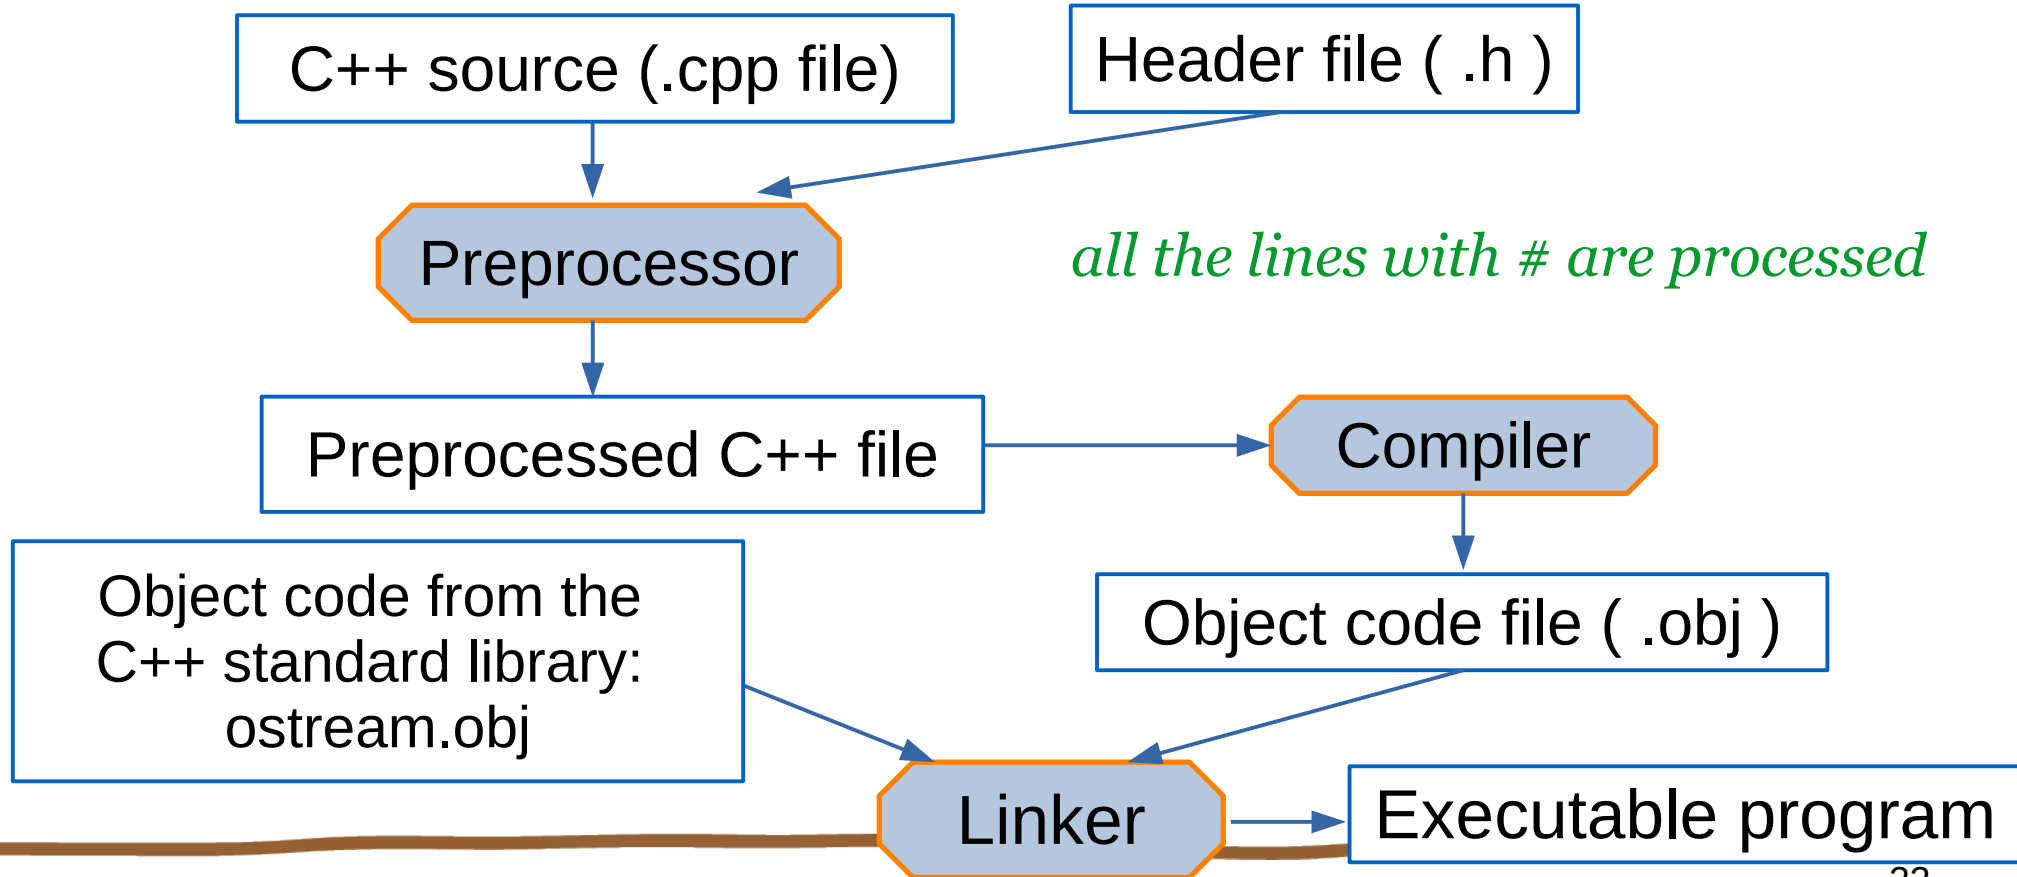 C++ source (.cpp file)
Header file ( .h )
Preprocessor
all the lines with # are processed
Preprocessed C++ file
Compiler
Object code from the
C++ standard library:
ostream.obj
Object code file ( .obj )
Linker
Executable program